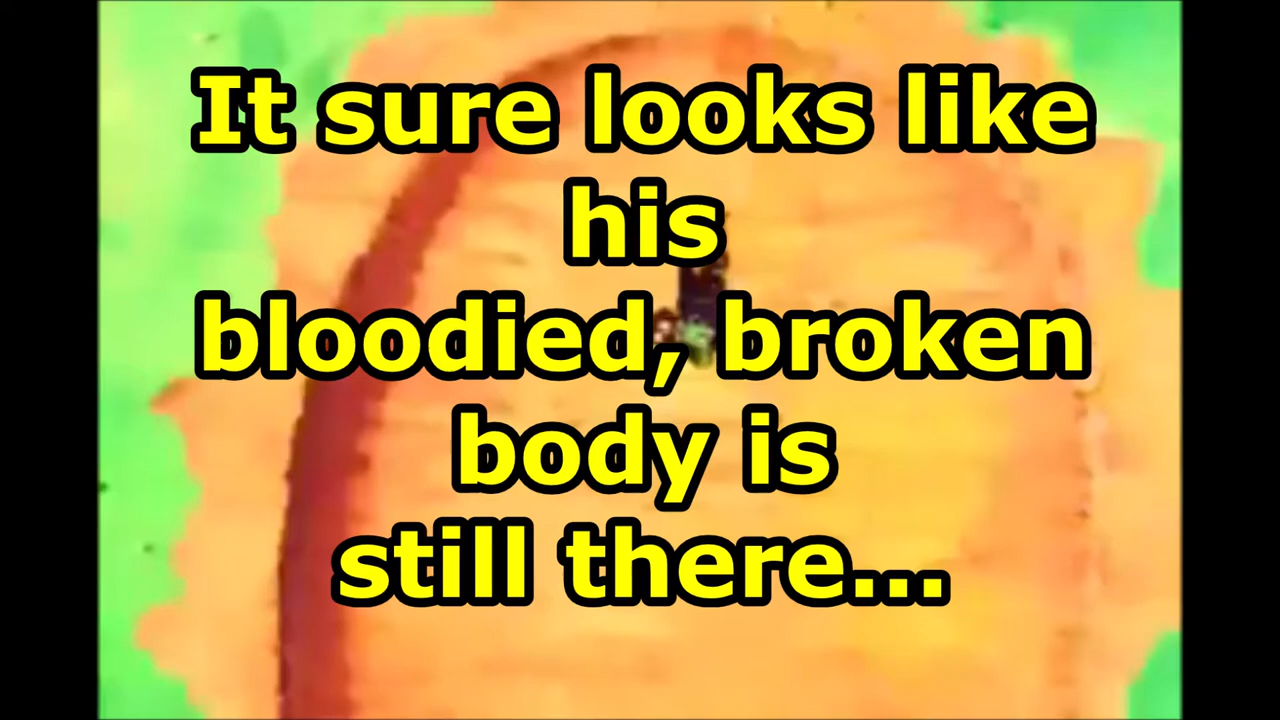 It sure looks like
his
bloodied, broken
body is
still there...